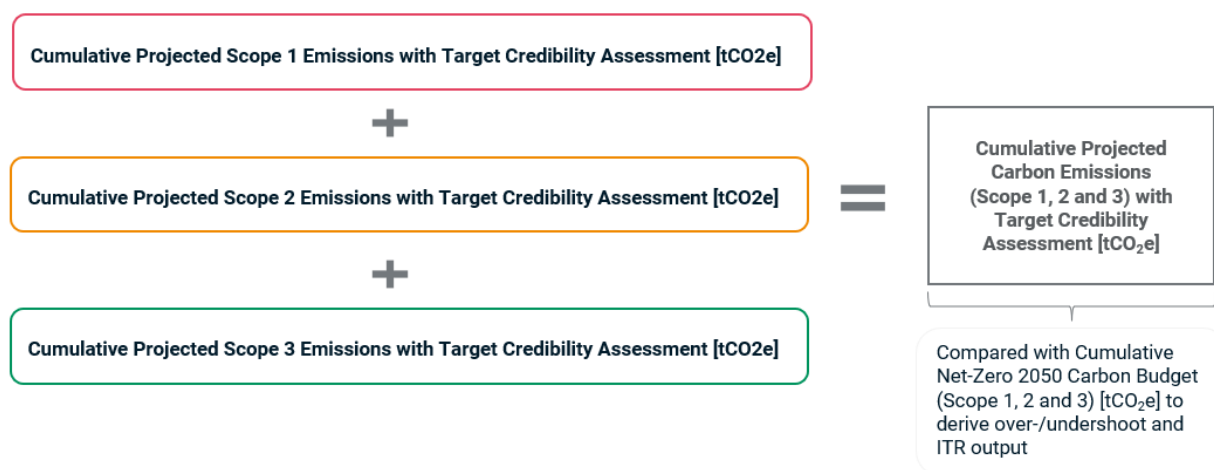 Cumulative Projected Scope 1 Emissions with Target Credibility Assessment [tCO2e]
+
Cumulative Projected Scope 2 Emissions with Target Credibility Assessment [tCO2e]
+
Cumulative Projected Scope 3 Emissions with Target Credibility Assessment [tCO2e]
=
Cumulative Projected
Carbon Emissions
(Scope 1, 2 and 3) with
Target Credibility
Assessment [tCO₂e]
Compared with Cumulative
Net-Zero 2050 Carbon Budget
(Scope 1, 2 and 3) [tCO₂e] to
derive over-/undershoot and
ITR output